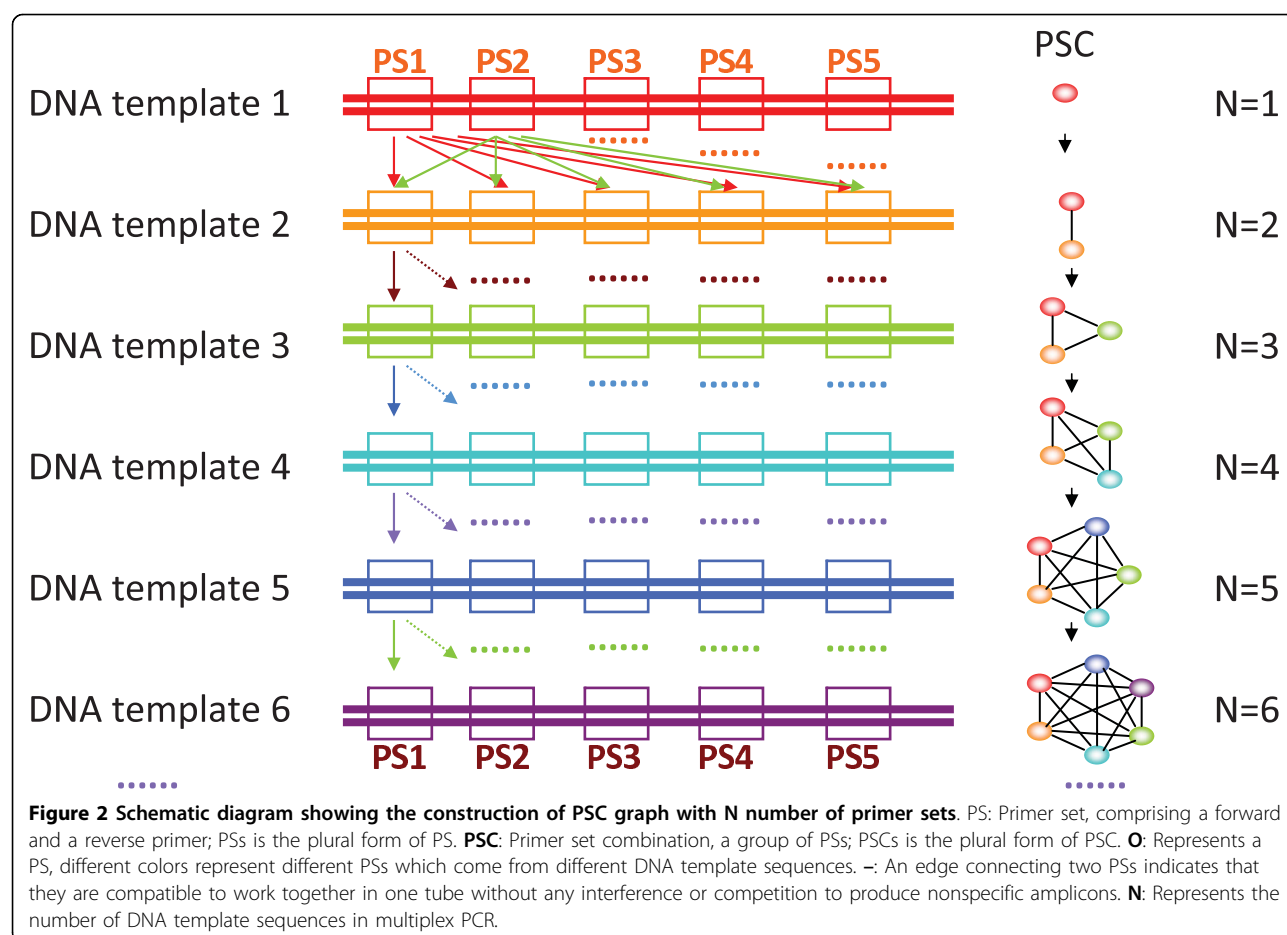 PS1 PS2 PS3 PS4 PS5 PSC
DNA template 1 N=1
DNA template 2 N=2
DNA template 3 N=3
DNA template 4 N=4
DNA template 5 N=5
DNA template 6 N=6
PS1 PS2 PS3 PS4 PS5
Figure 2 Schematic diagram showing the construction of PSC graph with N number of primer sets. PS: Primer set, comprising a forward
and a reverse primer; PSs is the plural form of PS. PSC: Primer set combination, a group of PSs; PSCs is the plural form of PSC. O: Represents a
PS, different colors represent different PSs which come from different DNA template sequences. –: An edge connecting two PSs indicates that
they are compatible to work together in one tube without any interference or competition to produce nonspecific amplicons. N: Represents the
number of DNA template sequences in multiplex PCR.